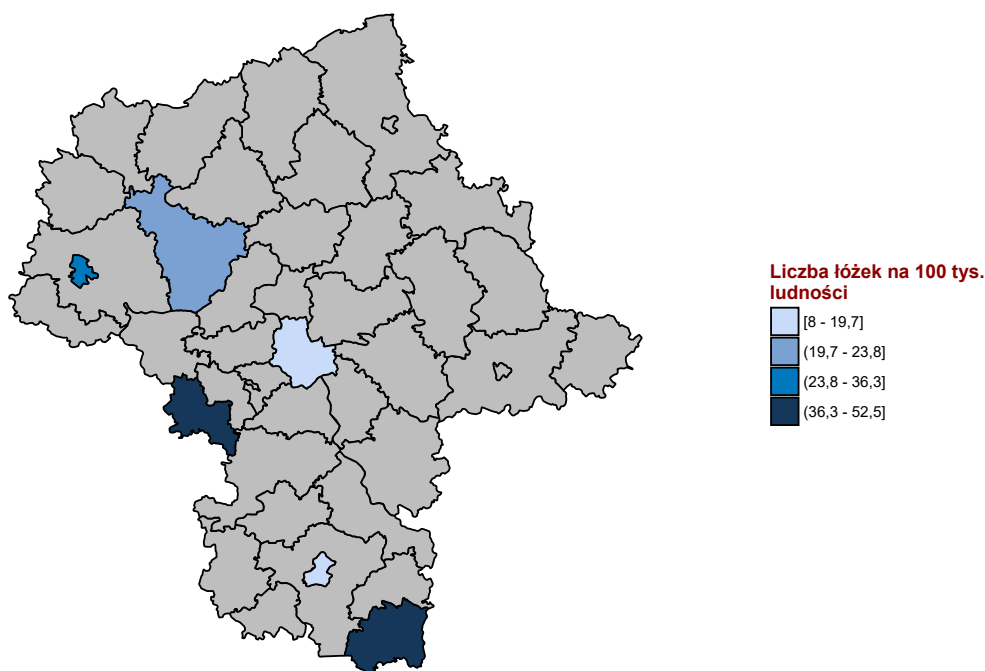 Liczba łóżek na 100 tys.
ludności
[8 - 19,7]
(19,7 - 23,8]
(23,8 - 36,3]
(36,3 - 52,5]